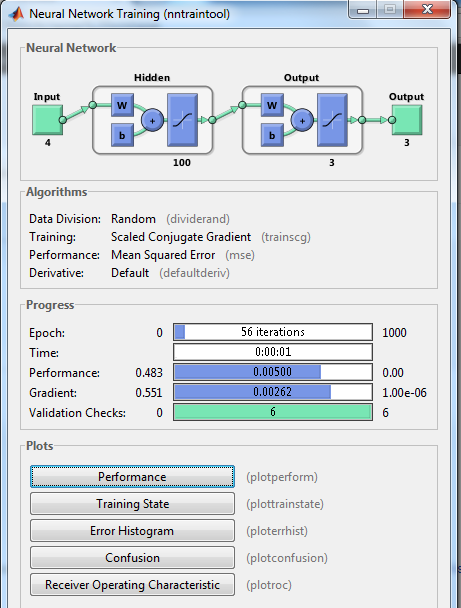 Neural Network Training (nntraintool)
Neural Network
Hidden Output
Input W W Output
b + b +
4 3
100 3
Algorithms
Data Division: Random (dividerand)
Training: Scaled Conjugate Gradient (trainscg)
Performance: Mean Squared Error (mse)
Derivative: Default (defaultderiv)
Progress
Epoch: 0 56 iterations 1000
Time: 0:00:01
Performance: 0.483 0.00500 0.00
Gradient: 0.551 0.00262 1.00e-06
Validation Checks: 0 6 6
Plots
Performance (plotperform)
Training State (plottrainstate)
Error Histogram (ploterrhist)
Confusion (plotconfusion)
Receiver Operating Characteristic (plotroc)